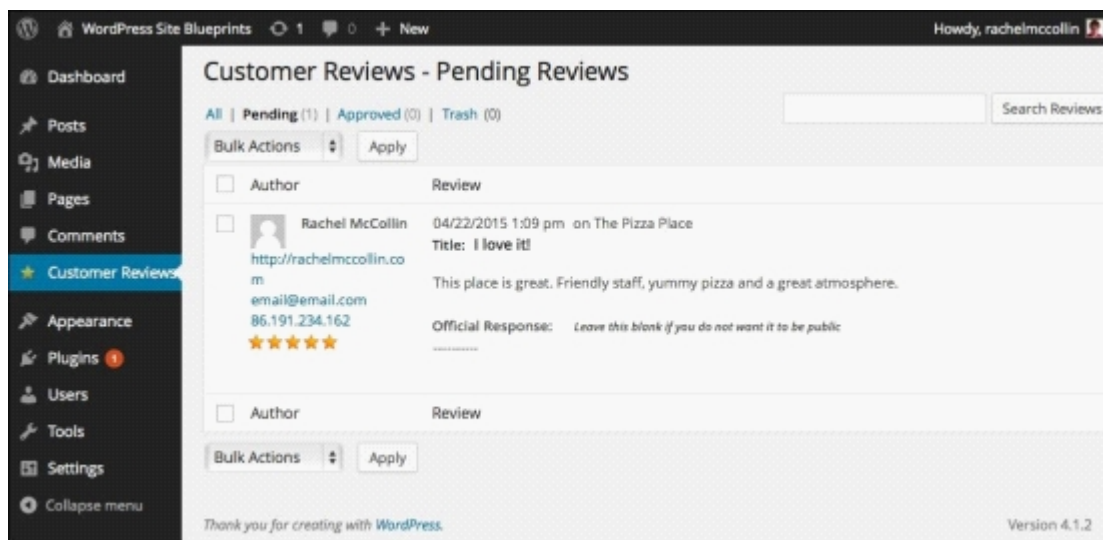 WordPress Site Blueprints 1 0 + New Howdy, rachelmccollin
Dashboard
Posts
Media
Pages
Comments
Customer Reviews
Appearance
Plugins 1
Users
Tools
Settings
Collapse menu
Customer Reviews - Pending Reviews
All | Pending (1) | Approved (0) | Trash (0)
Search Reviews
Bulk Actions Apply
Author Review
Rachel McCollin
http://rachelmccollin.co
m
email@email.com
86.191.234.162
04/22/2015 1:09 pm on The Pizza Place
Title: I love it!
This place is great. Friendly staff, yummy pizza and a great atmosphere.
Official Response: Leave this blank if you do not want it to be public
----------
Author Review
Bulk Actions Apply
Thank you for creating with WordPress. Version 4.1.2